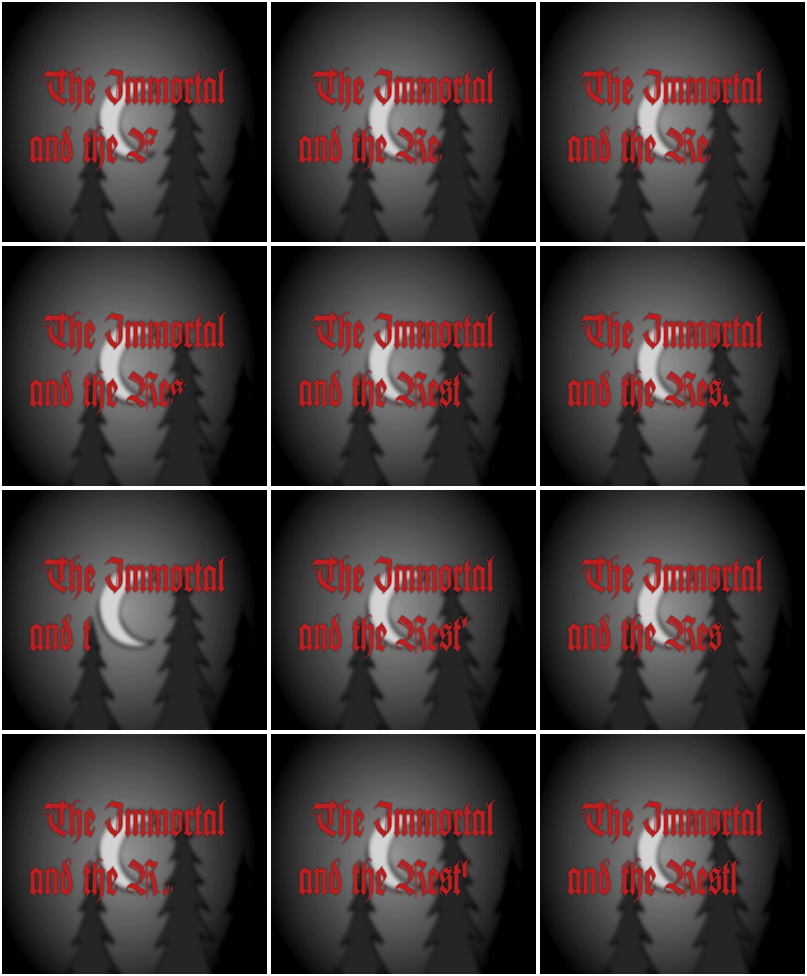 The Immortal
and the R
The Immortal
and the Re
The Immortal
and the Re
The Immortal
and the Res
The Immortal
and the Rest
The Immortal
and the Res
The Immortal
and t
The Immortal
and the Rest
The Immortal
and the Res
The Immortal
and the R
The Immortal
and the Rest
The Immortal
and the Restl